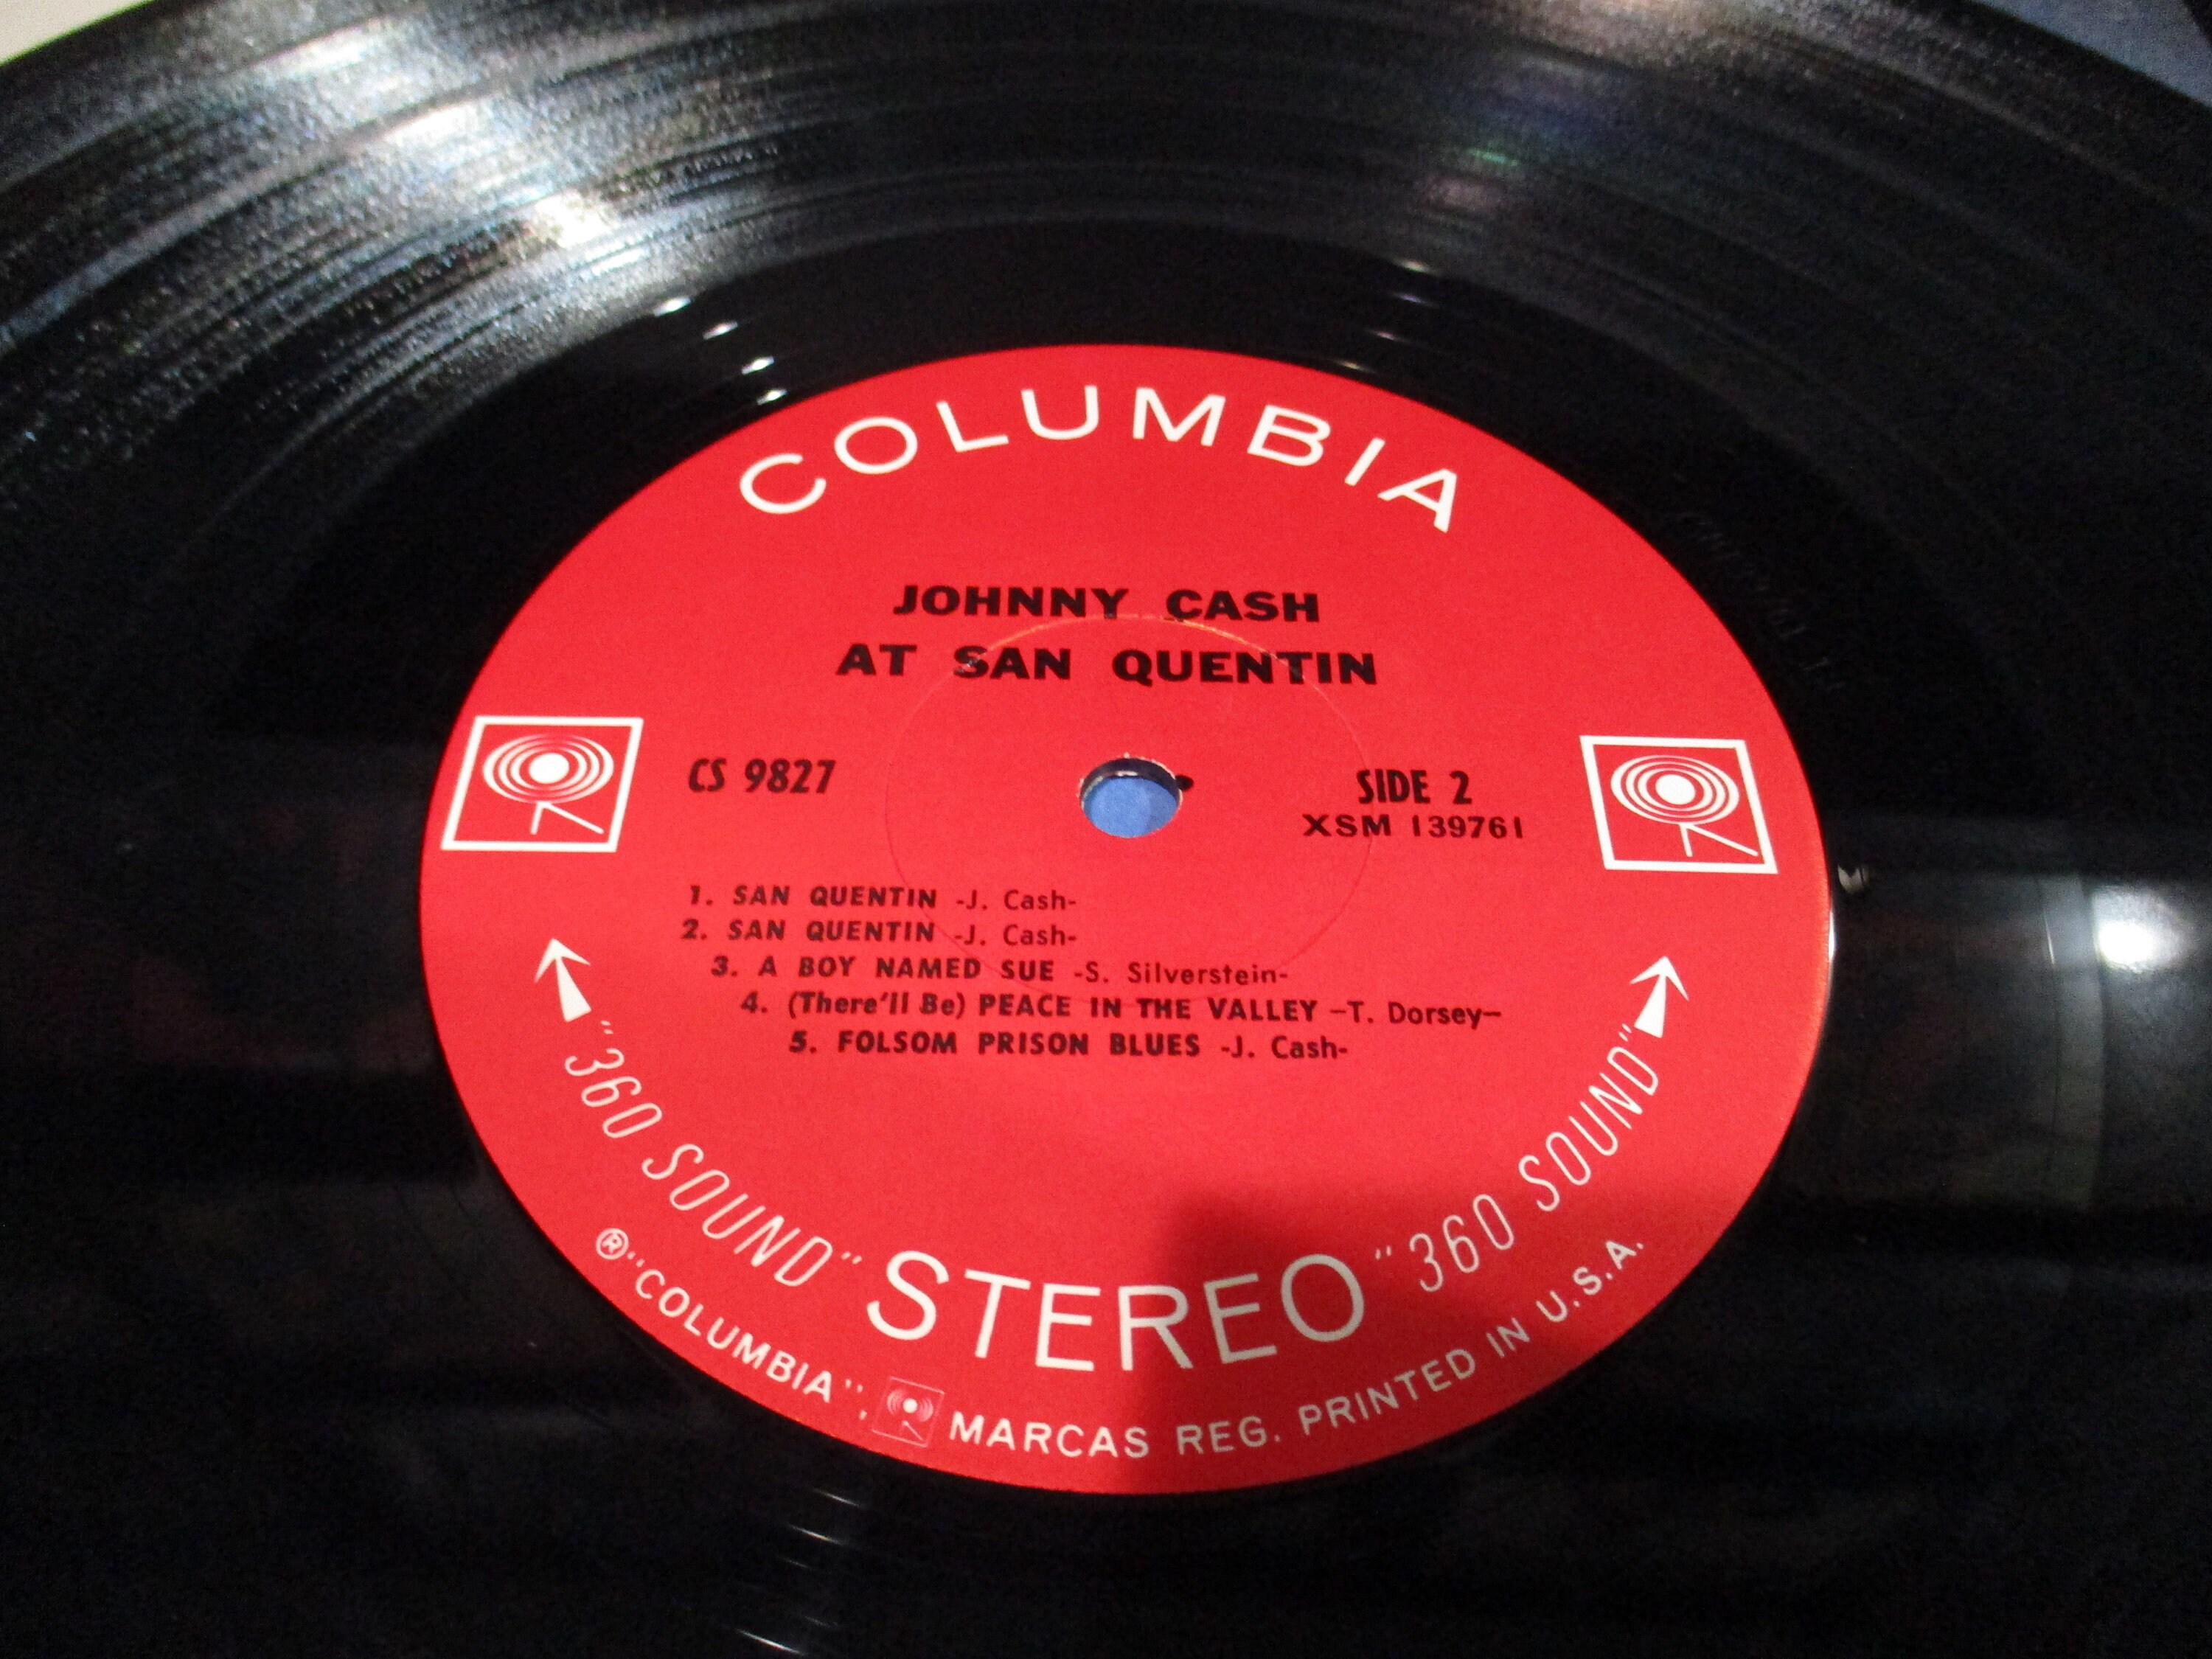 COLUMBIA
JOHNNY CASH
AT SAN QUENTIN
CS 9827
SIDE 2
XSM 139761
1. SAN QUENTIN -J. Cash-
2. SAN QUENTIN -J. Cash-
3. A BOY NAMED SUE -S. Silverstein-
4. (There'll Be) PEACE IN THE VALLEY -T. Dorsey-
5. FOLSOM PRISON BLUES -J. Cash-
"360 SOUND" STEREO "360 SOUND"
® "COLUMBIA", MARCAS REG. PRINTED IN U.S.A.